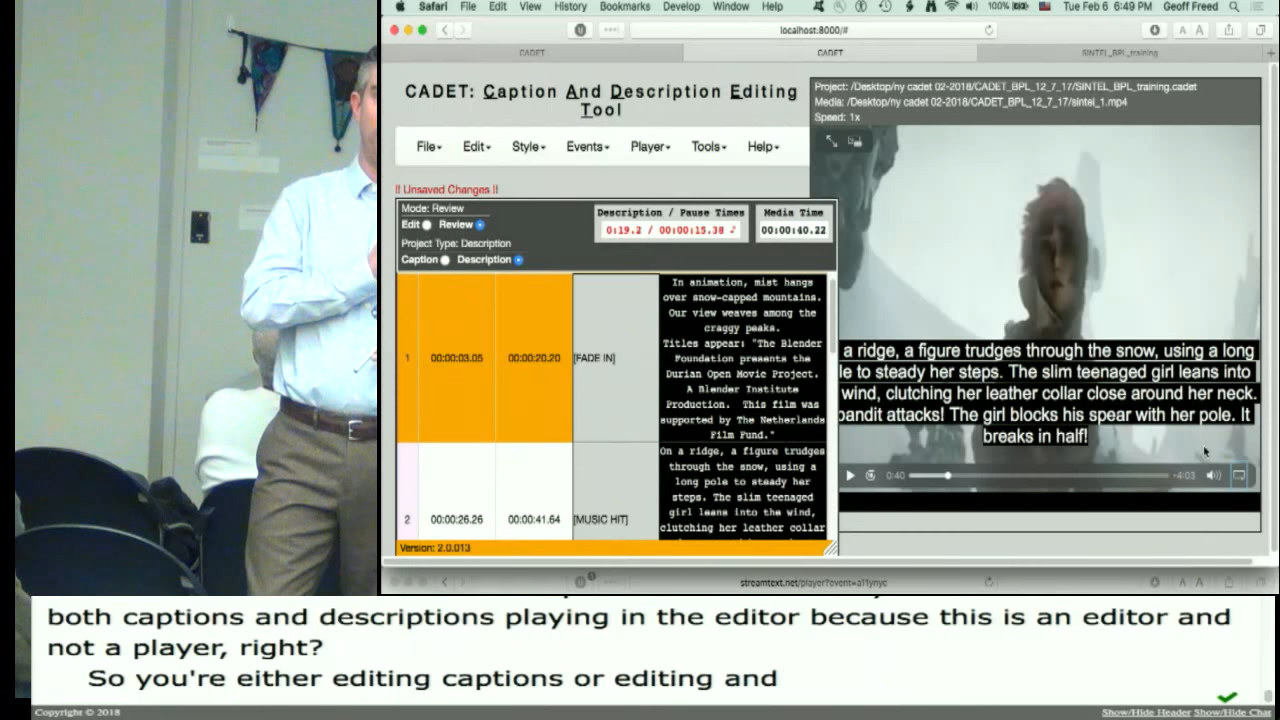 Safari File Edit View History Bookmarks Develop Window Help 100% Tue Feb 6 6:49 PM Geoff Freed
localhost:8000/#
CADET CADET SINTEL_BPL_training
CADET: Caption And Description Editing
Tool
File Edit Style Events Player Tools Help
!! Unsaved Changes !!
Mode: Review
Edit Review
Project Type: Description
Caption Description
Description / Pause Times
0:19.2 / 00:00:15.38
Media Time
00:00:40.22
1 00:00:03.05 00:00:20.20 [FADE IN]
In animation, mist hangs
over snow-capped mountains.
Our view weaves among the
craggy peaks.
Titles appear: "The Blender
Foundation presents the
Durian Open Movie Project.
A Blender Institute
Production. This film was
supported by The Netherlands
Film Fund."
2 00:00:26.26 00:00:41.64 [MUSIC HIT]
On a ridge, a figure trudges
through the snow, using a
long pole to steady her
steps. The slim teenaged
girl leans into the wind,
clutching her leather collar
Version: 2.0.013
Project: /Desktop/ny cadet 02-2018/CADET_BPL_12_7_17/SINTEL_BPL_training.cadet
Media: /Desktop/ny cadet 02-2018/CADET_BPL_12_7_17/sintel_1.mp4
Speed: 1x
a ridge, a figure trudges through the snow, using a long
le to steady her steps. The slim teenaged girl leans into
wind, clutching her leather collar close around her neck.
bandit attacks! The girl blocks his spear with her pole. It
breaks in half!
0:40 -4:03
streamtext.net/player?event=a11ynyc
both captions and descriptions playing in the editor because this is an editor and
not a player, right?
So you're either editing captions or editing and
Copyright © 2018 Show/Hide Header Show/Hide Chat